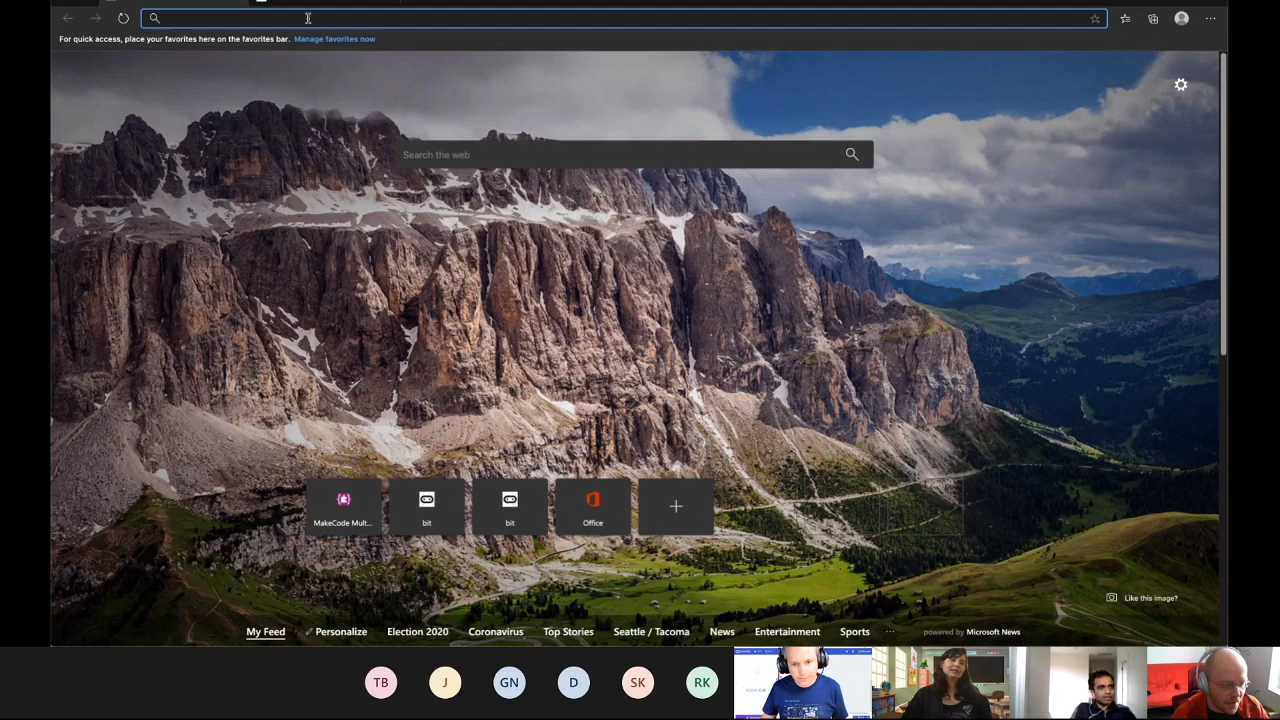 For quick access, place your favorites here on the favorites bar. Manage favorites now
Search the web
MakeCode Mult...
bit
bit
Office
Like this image?
My Feed
Personalize
Election 2020
Coronavirus
Top Stories
Seattle / Tacoma
News
Entertainment
Sports
...
powered by Microsoft News
TB
J
GN
D
SK
RK